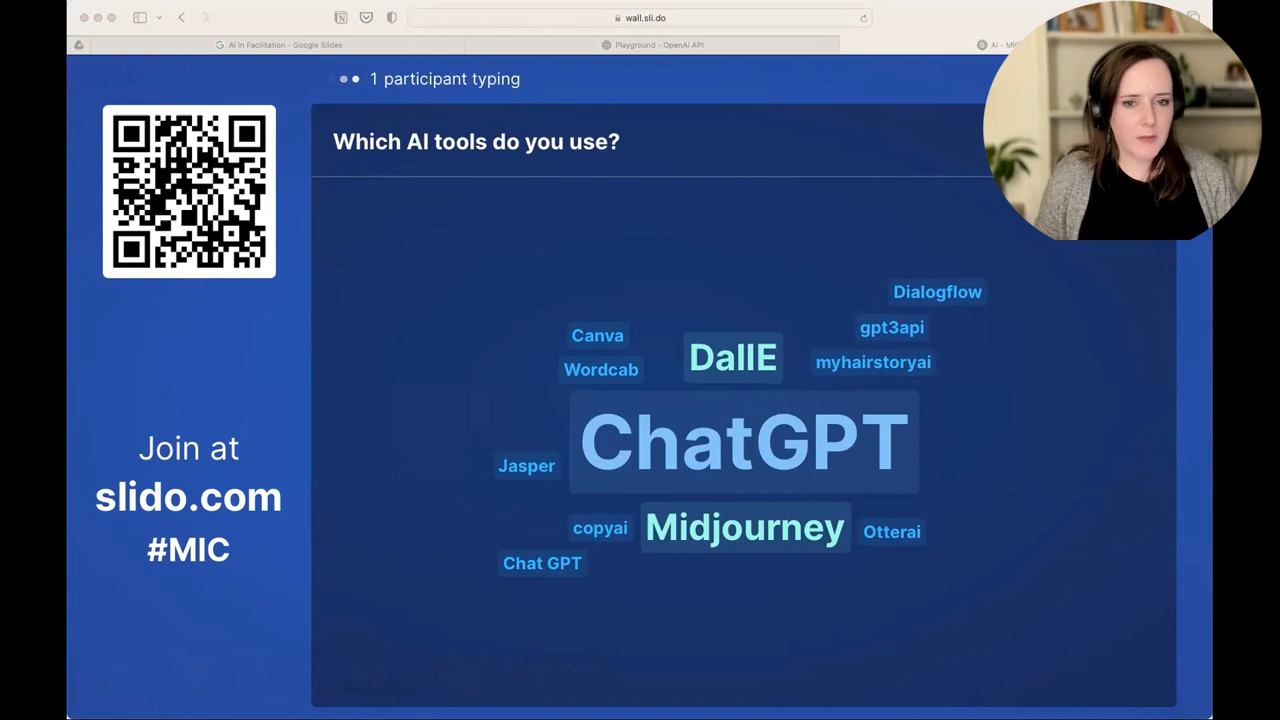 wall.sli.do
AI in Facilitation - Google Slides
Playground - OpenAI API
AI - MIC
1 participant typing
Which AI tools do you use?
Dialogflow
gpt3api
Canva
DallE
myhairstoryai
Wordcab
ChatGPT
Jasper
copyai
Midjourney
Otterai
Chat GPT
Join at
slido.com
#MIC